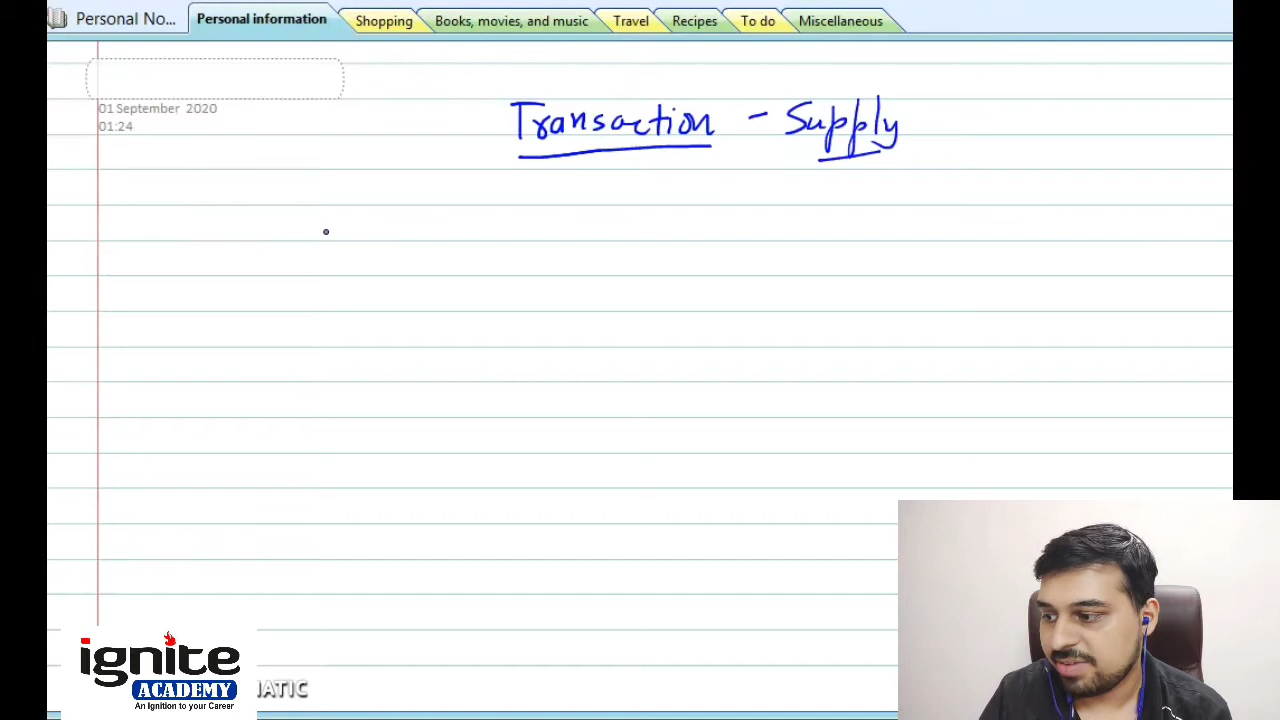 Personal No... Personal information Shopping Books, movies, and music Travel Recipes To do Miscellaneous
01 September 2020
01:24
Transaction - Supply
ignite
ACADEMY
An Ignition to your Career
MATIC